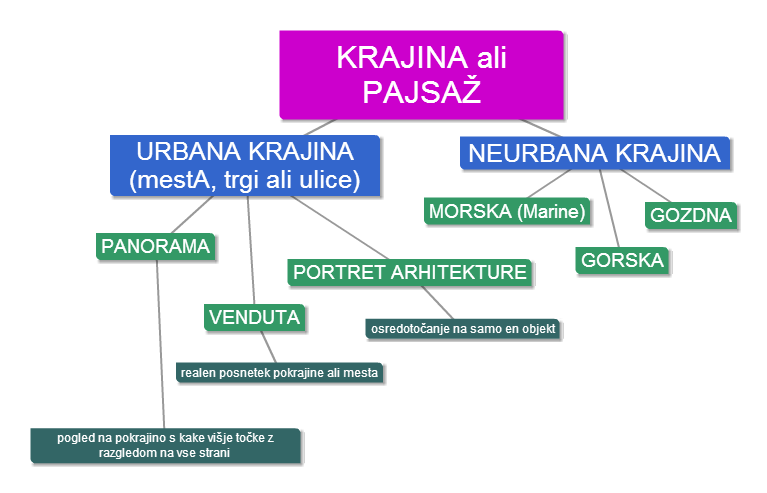 KRAJINA ali
PAJSAŽ
URBANA KRAJINA
(mestA, trgi ali ulice)
NEURBANA KRAJINA
MORSKA (Marine)
GOZDNA
PANORAMA
GORSKA
PORTRET ARHITEKTURE
VENDUTA
osredotočanje na samo en objekt
realen posnetek pokrajine ali mesta
pogled na pokrajino s kake višje točke z
razgledom na vse strani